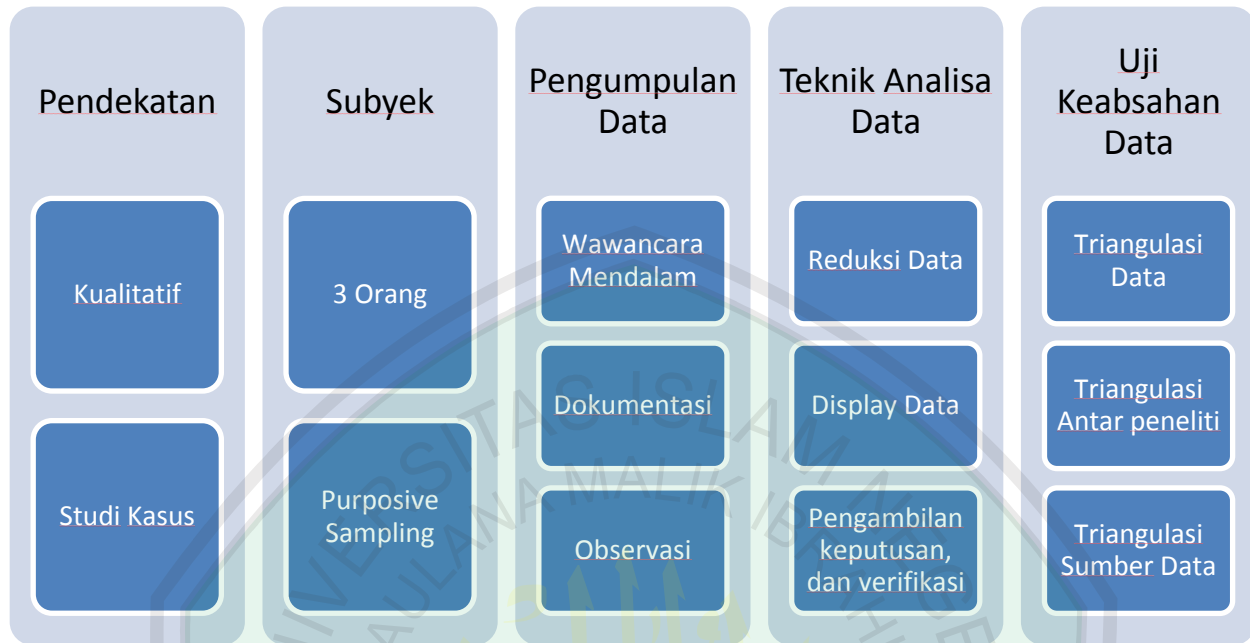 Pendekatan
Kualitatif
Studi Kasus
Subyek
3 Orang
Purposive
Sampling
Pengumpulan
Data
Wawancara
Mendalam
Dokumentasi
Observasi
Teknik Analisa
Data
Reduksi Data
Display Data
Pengambilan
keputusan,
dan verifikasi
Uji
Keabsahan
Data
Triangulasi
Data
Triangulasi
Antar peneliti
Triangulasi
Sumber Data